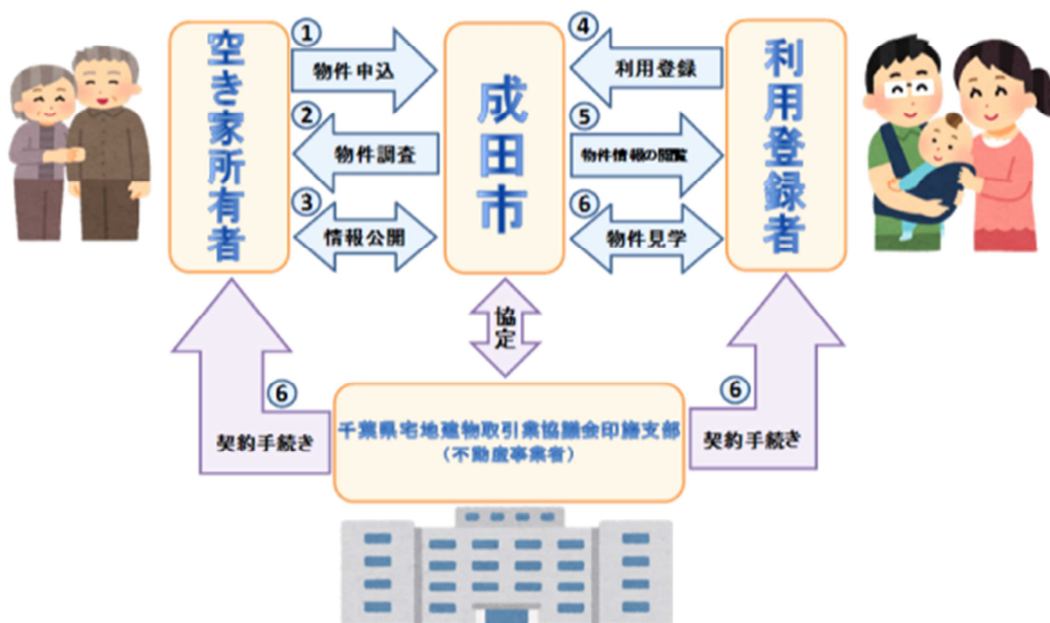 空き家所有者
①
物件申込
②
物件調査
③
情報公開
成田市
④
利用登録
⑤
物件情報の閲覧
⑥
物件見学
利用登録者
協定
⑥
契約手続き
千葉県宅地建物取引業協議会印旛支部
(不動産事業者)
⑥
契約手続き